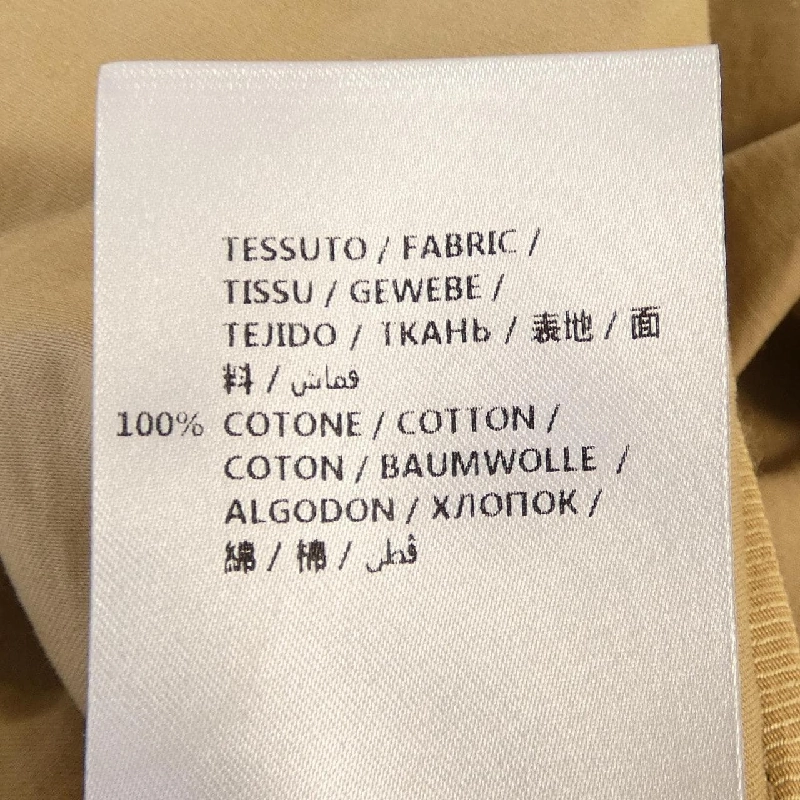 TESSUTO / FABRIC /
TISSU / GEWEBE /
TEJIDO / ТКАНЬ / 表地 / 面
料 / قماش
100% COTONE / COTTON /
COTON / BAUMWOLLE /
ALGODON / ХЛОПОК /
綿 / 棉 / قطن